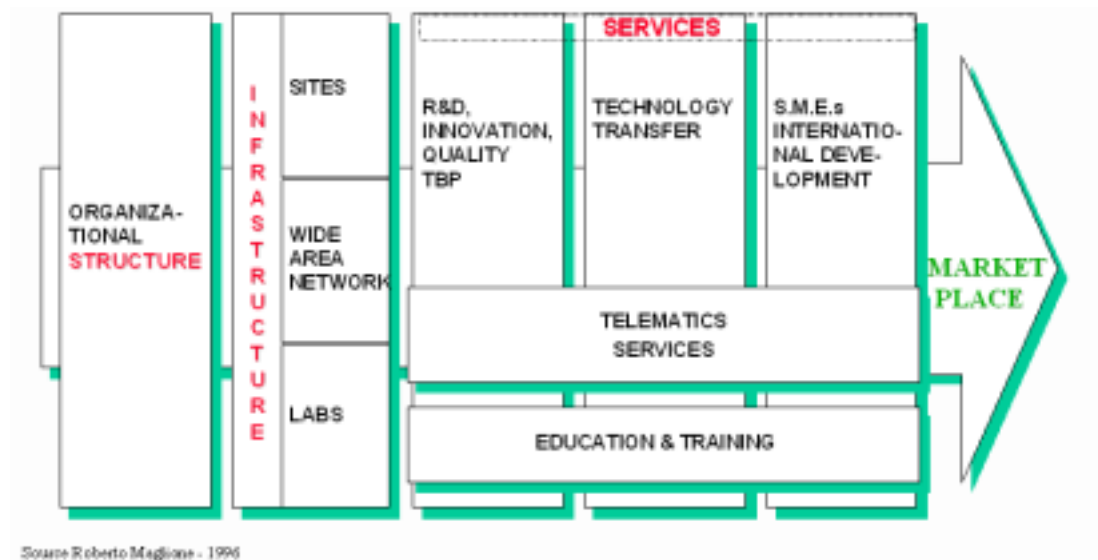 SERVICES
ORGANIZA-
TIONAL
STRUCTURE
INFRASTRUCTURE
SITES
WIDE
AREA
NETWORK
LABS
R&D,
INNOVATION,
QUALITY
TBP
TECHNOLOGY
TRANSFER
S.M.E.s
INTERNATIO-
NAL DEVE-
LOPMENT
TELEMATICS
SERVICES
EDUCATION & TRAINING
MARKET
PLACE
Source Roberto Maglione - 1996